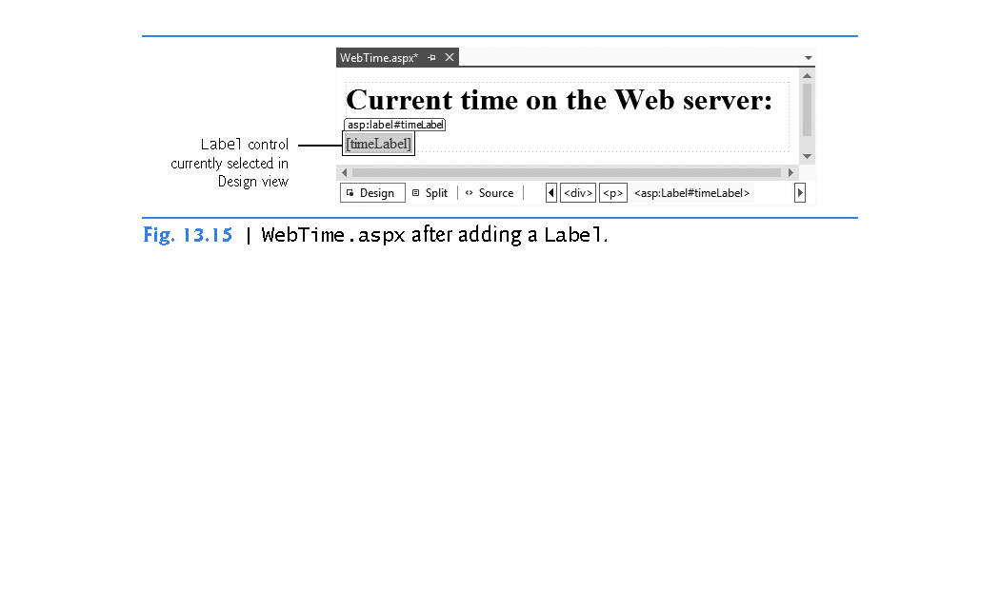 WebTime.aspx*
Current time on the Web server:
asp:label#timeLabel
[timeLabel]
Label control
currently selected in
Design view
Design Split Source <div> <p> <asp:Label#timeLabel>
Fig. 13.15 | WebTime.aspx after adding a Label.